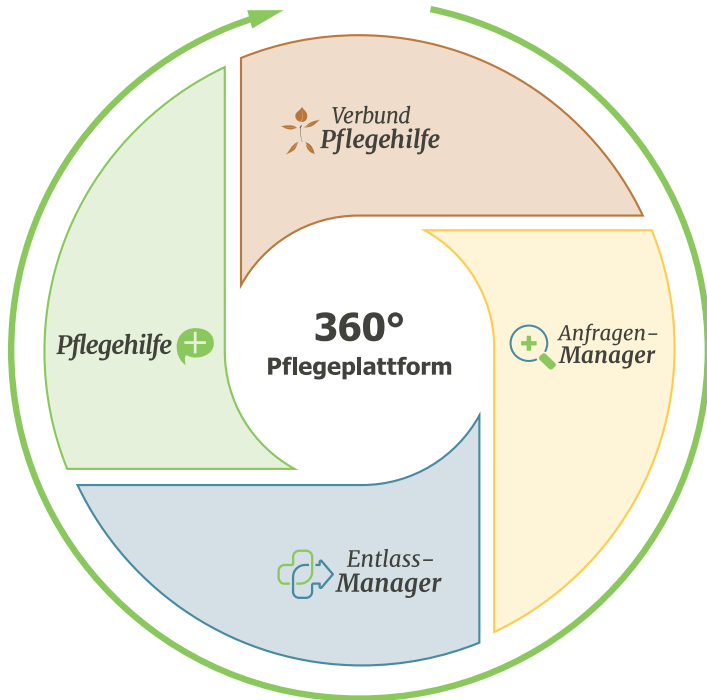 Verbund
Pflegehilfe
Anfragen-
Manager
360°
Pflegeplattform
Pflegehilfe
Entlass-
Manager